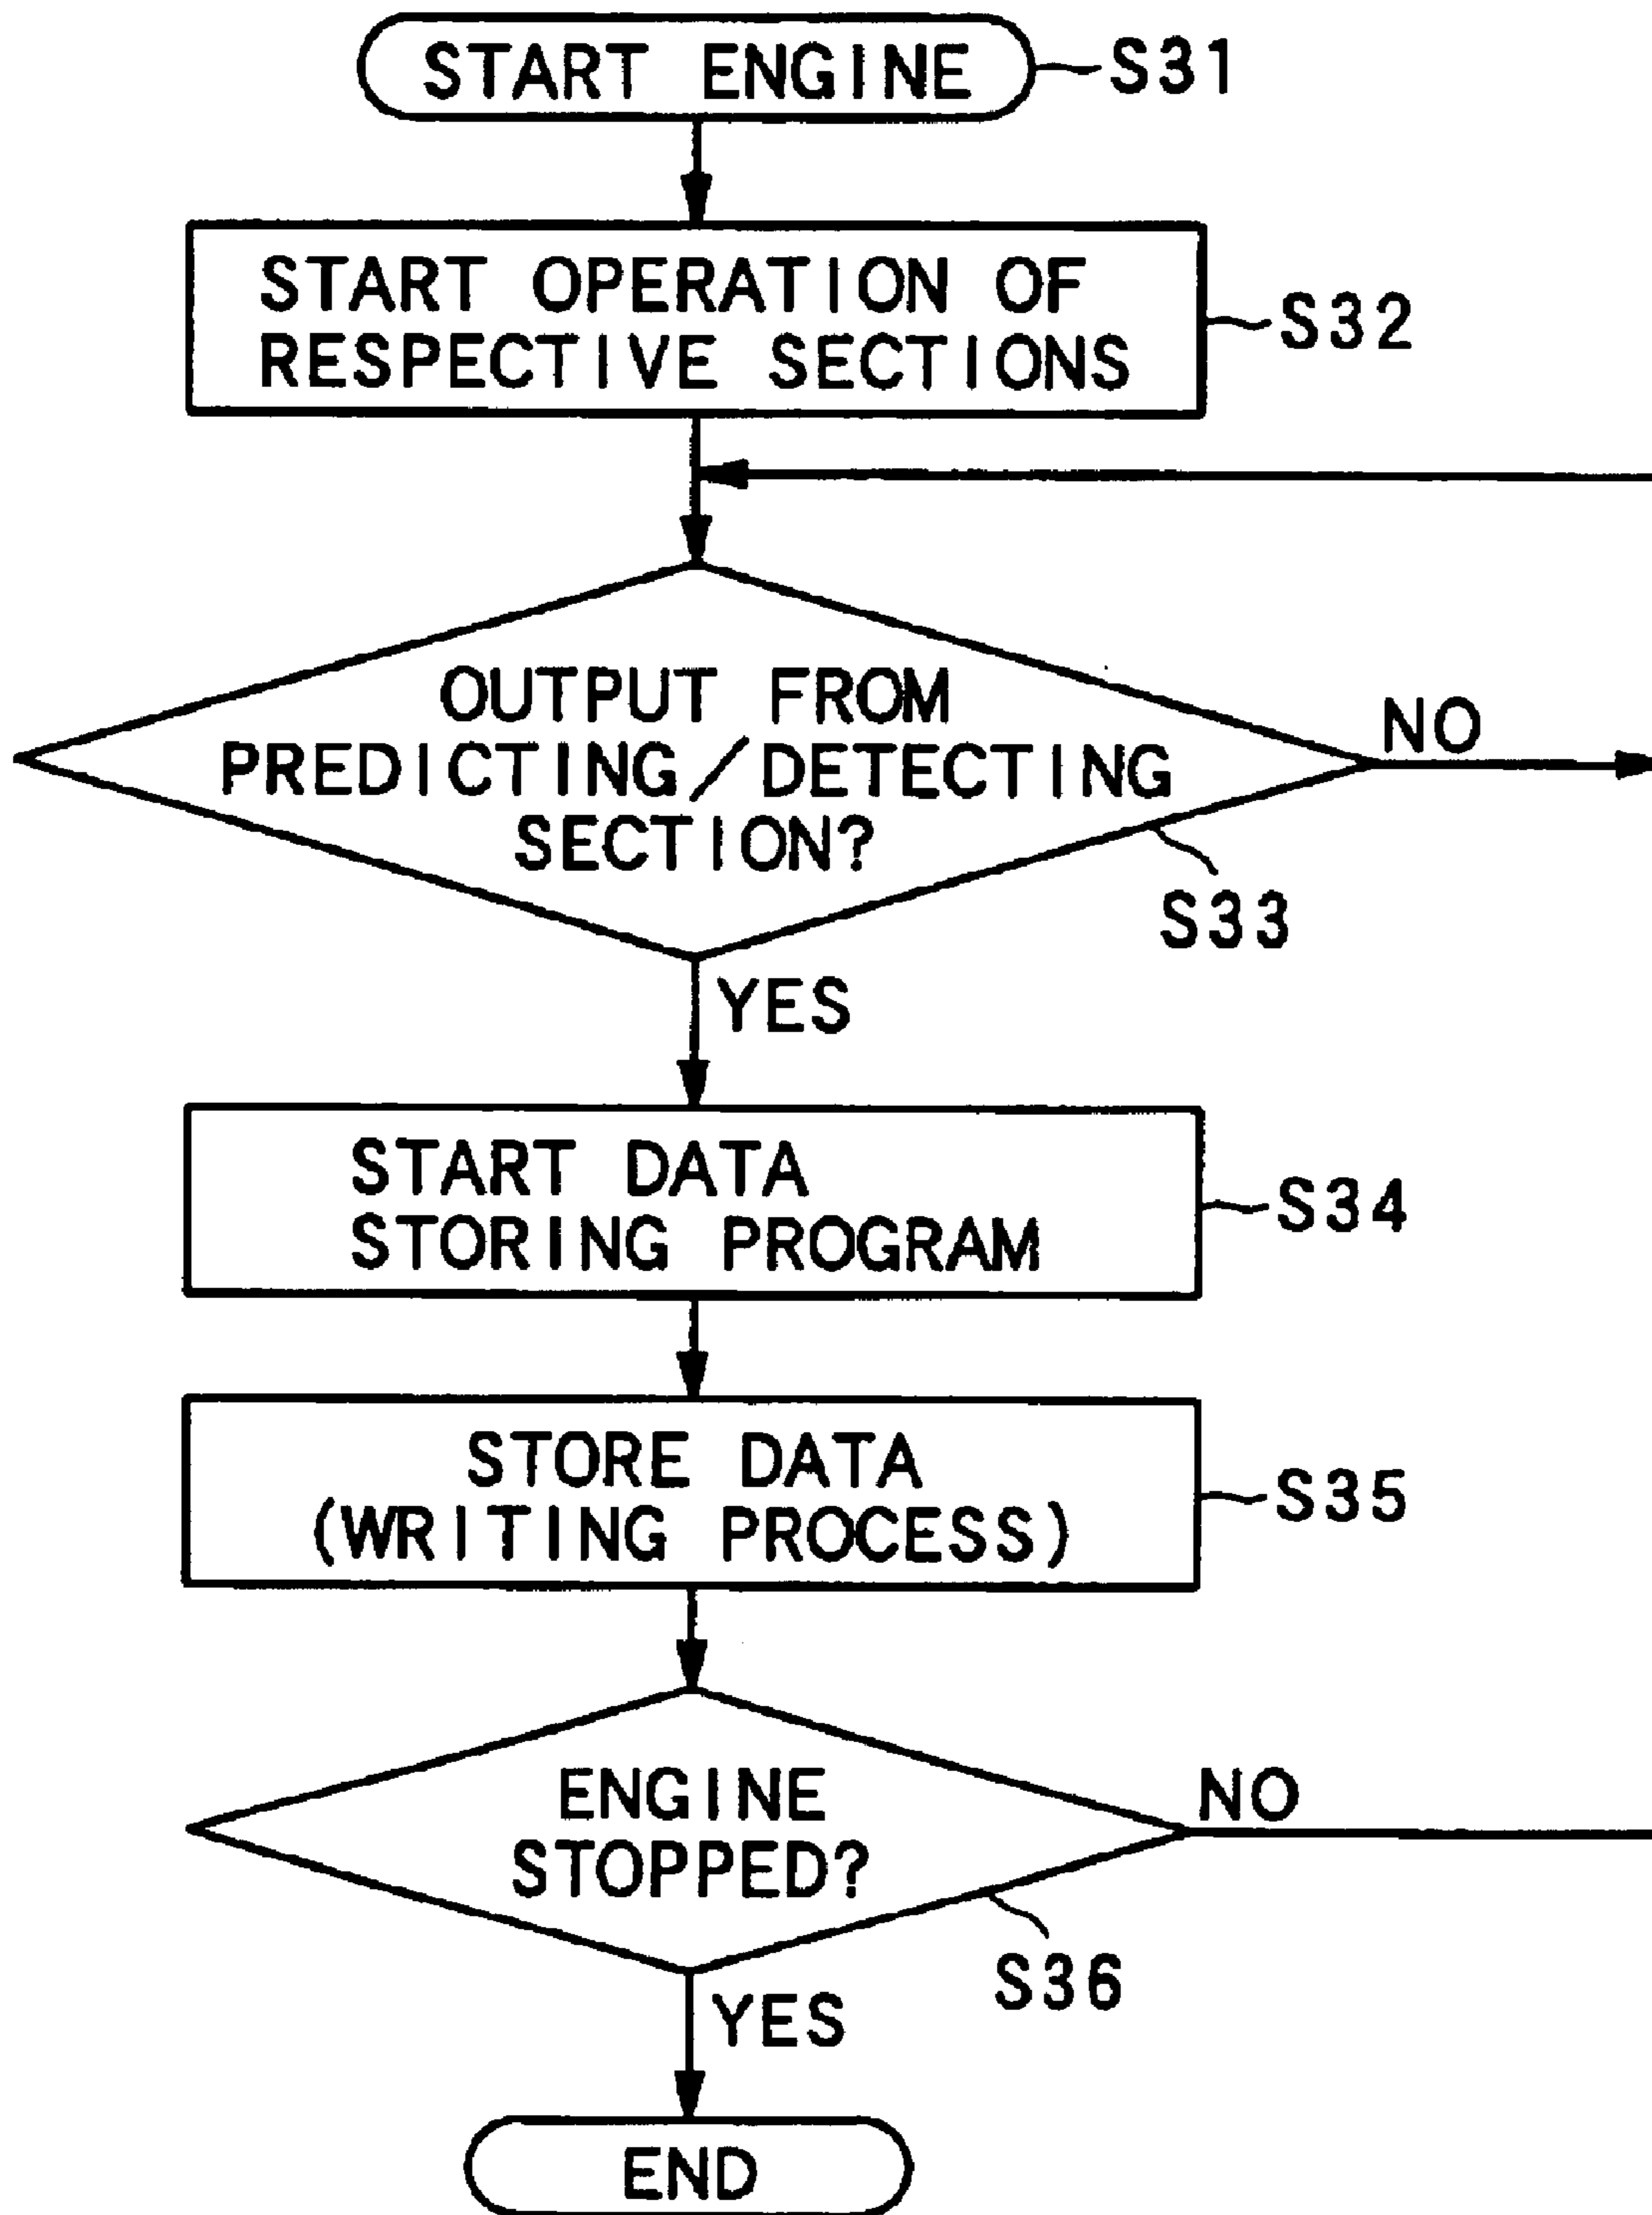 START ENGINE S31
START OPERATION OF
RESPECTIVE SECTIONS
S32
OUTPUT FROM
PREDICTING/DETECTING
SECTION?
NO
S33
YES
START DATA
STORING PROGRAM
S34
STORE DATA
(WRITING PROCESS)
S35
ENGINE
STOPPED?
NO
S36
YES
END